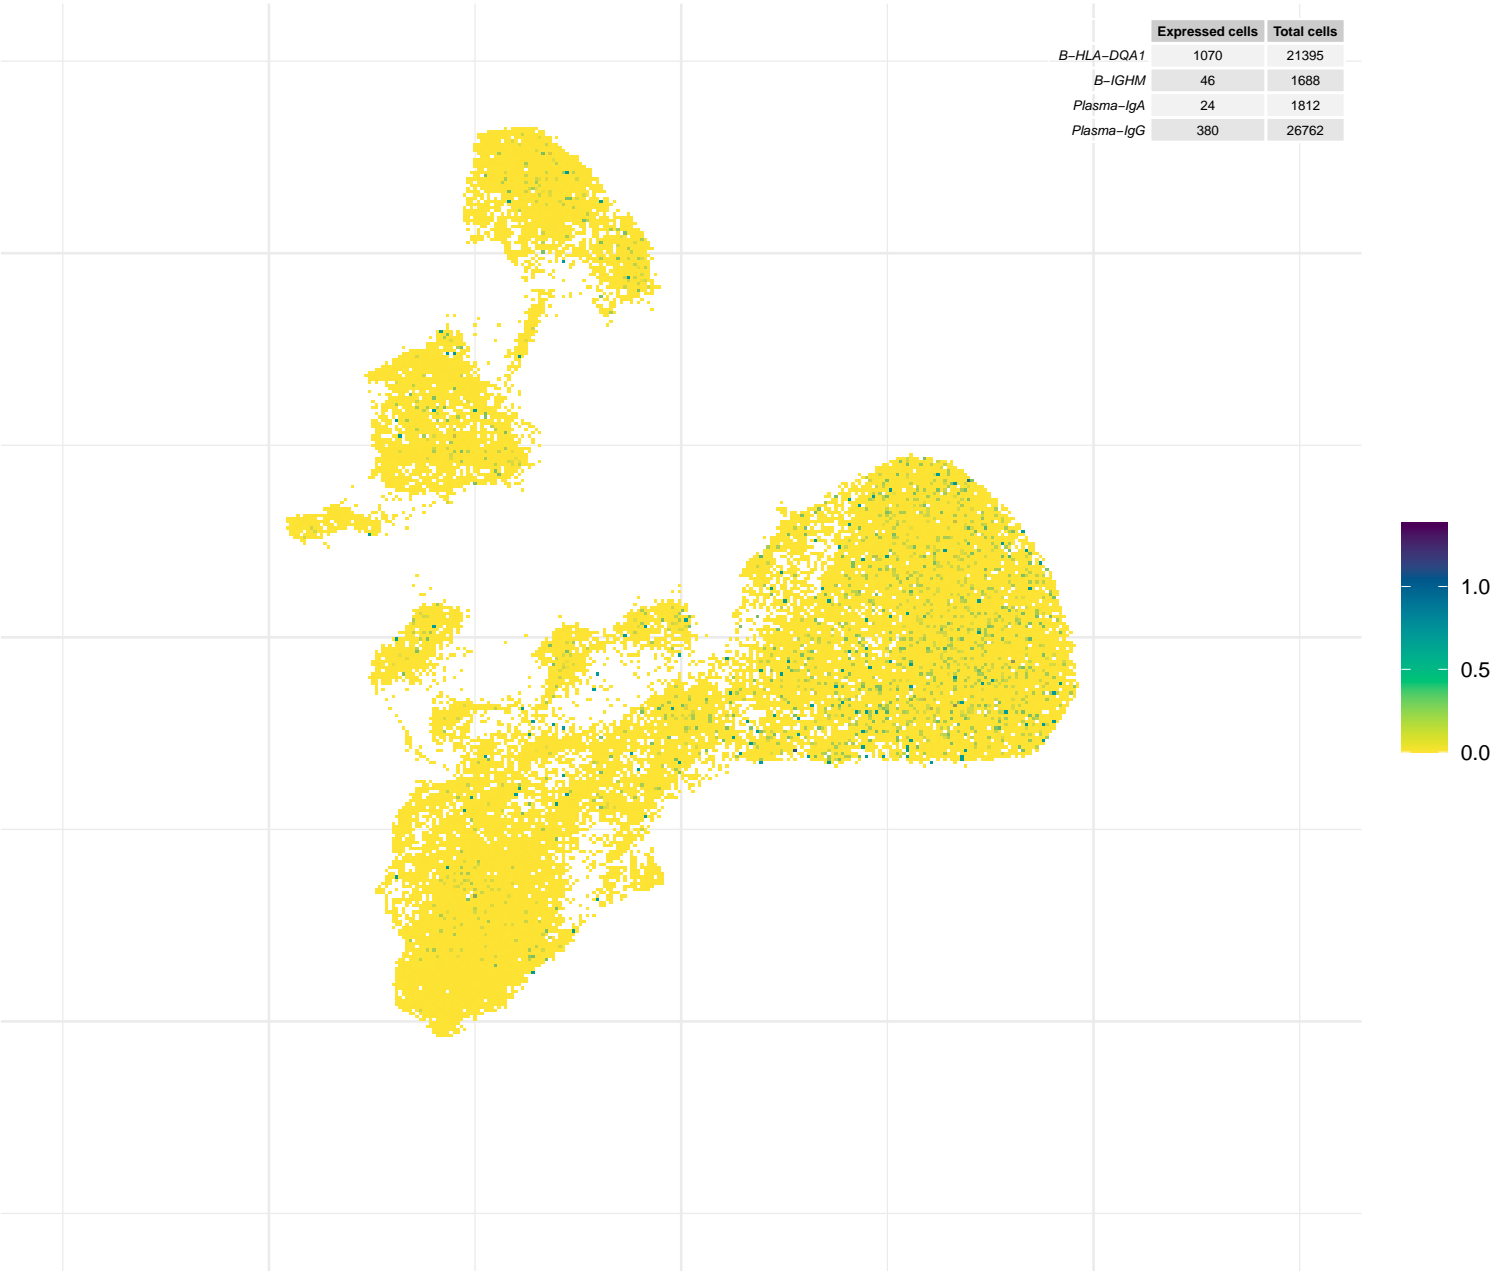 Expressed cells Total cells
B−HLA−DQA1 1070 21395
B−IGHM 46 1688
Plasma−IgA 24 1812
Plasma−IgG 380 26762
1.0
0.5
0.0